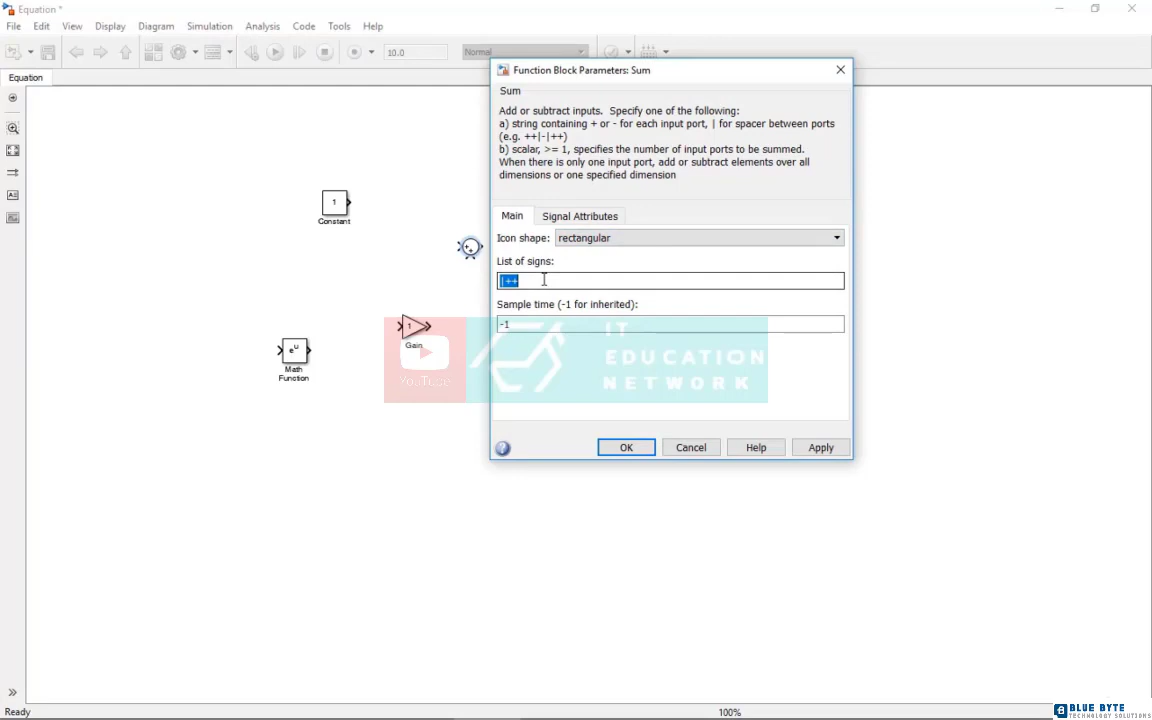 Equation *
File Edit View Display Diagram Simulation Analysis Code Tools Help
10.0 Normal
Equation
Function Block Parameters: Sum
Sum
Add or subtract inputs. Specify one of the following:
a) string containing + or - for each input port, | for spacer between ports
(e.g. ++|-|++)
b) scalar, >= 1, specifies the number of input ports to be summed.
When there is only one input port, add or subtract elements over all
dimensions or one specified dimension
Main Signal Attributes
Icon shape: rectangular
List of signs:
|++
Sample time (-1 for inherited):
-1
OK Cancel Help Apply
1
Constant
1
Gain
e^u
Math
Function
YouTube
IT
EDUCATION
NETWORK
Ready
100%
BLUE BYTE
TECHNOLOGY SOLUTIONS